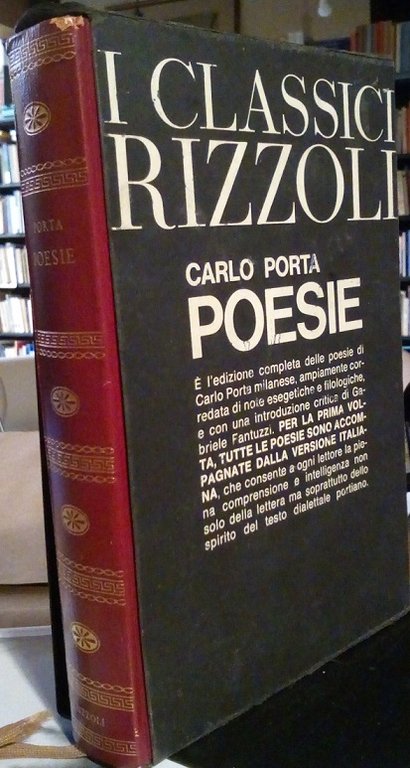 I CLASSICI
RIZZOLI
CARLO PORTA
POESIE
È l'edizione completa delle poesie di
Carlo Porta milanese, ampiamente cor-
redata di note esegetiche e filologiche,
e con una introduzione critica di Ga-
briele Fantuzzi. PER LA PRIMA VOL-
TA, TUTTE LE POESIE SONO ACCOM-
PAGNATE DALLA VERSIONE ITALIA-
NA, che consente a ogni lettore la pie-
na comprensione e intelligenza non
solo della lettera ma soprattutto dello
spirito del testo dialettale portiano.
PORTA
POESIE
RIZZOLI